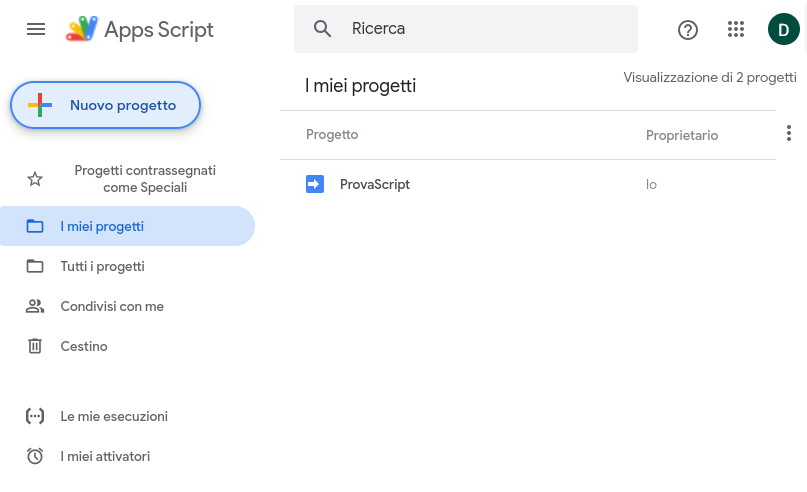 Apps Script
Ricerca
D
Nuovo progetto
I miei progetti
Visualizzazione di 2 progetti
Progetto
Proprietario
ProvaScript
Io
Progetti contrassegnati
come Speciali
I miei progetti
Tutti i progetti
Condivisi con me
Cestino
Le mie esecuzioni
I miei attivatori